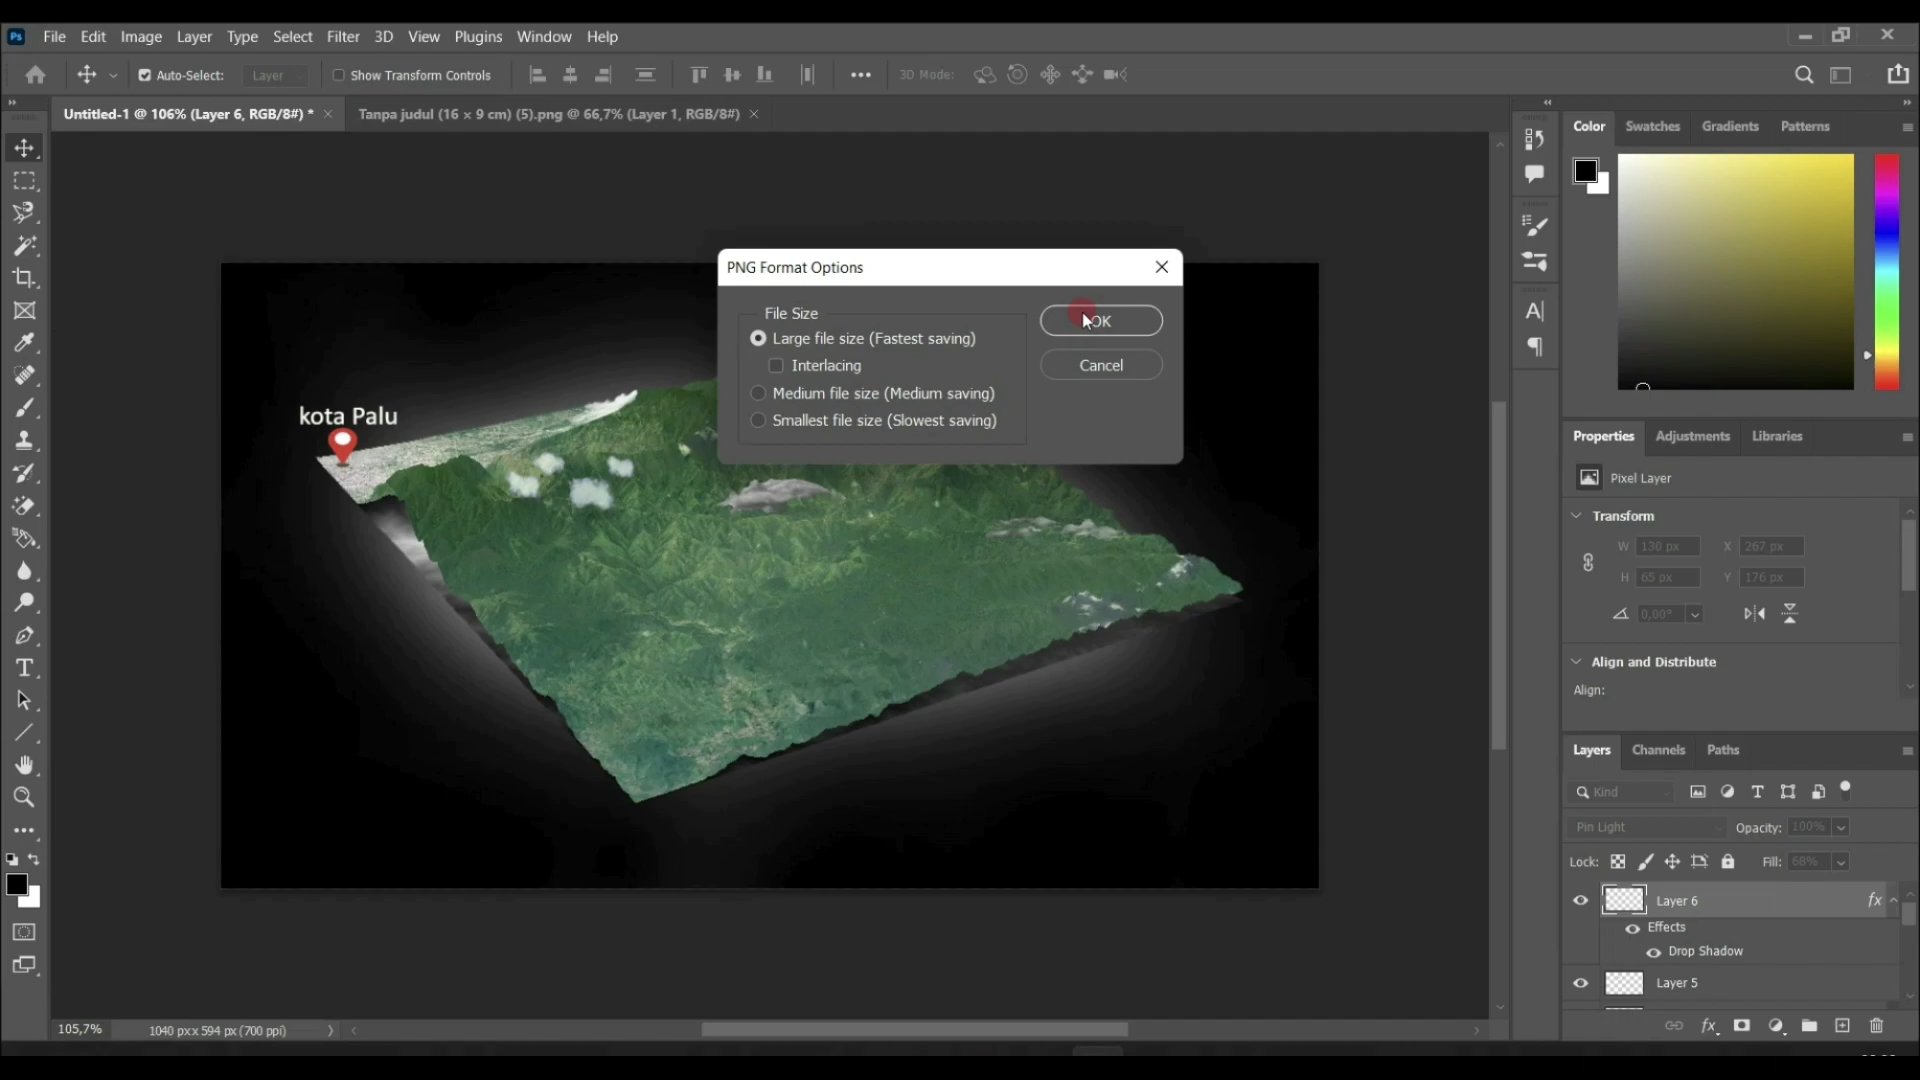 Ps File Edit Image Layer Type Select Filter 3D View Plugins Window Help
Auto-Select: Layer Show Transform Controls 3D Mode:
Untitled-1 @ 106% (Layer 6, RGB/8#) * Tanpa judul (16 × 9 cm) (5).png @ 66,7% (Layer 1, RGB/8#)
Color Swatches Gradients Patterns
PNG Format Options
File Size
Large file size (Fastest saving)
OK
Interlacing
Cancel
Medium file size (Medium saving)
Smallest file size (Slowest saving)
kota Palu
Properties Adjustments Libraries
Pixel Layer
Transform
W 130 px X 267 px
H 65 px Y 176 px
0,00°
Align and Distribute
Align:
Layers Channels Paths
Kind
Pin Light Opacity: 100%
Lock: Fill: 68%
Layer 6 fx
Effects
Drop Shadow
Layer 5
fx
105,7% 1040 px x 594 px (700 ppi)